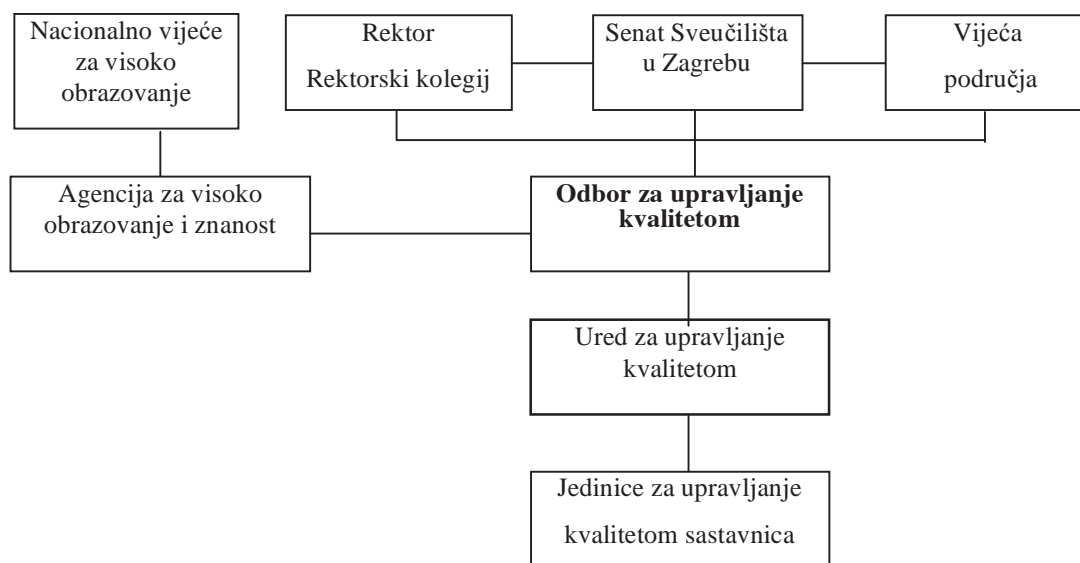 Nacionalno vijeće
za visoko
obrazovanje
Rektor
Rektorski kolegij
Senat Sveučilišta
u Zagrebu
Vijeća
područja
Agencija za visoko
obrazovanje i znanost
Odbor za upravljanje
kvalitetom
Ured za upravljanje
kvalitetom
Jedinice za upravljanje
kvalitetom sastavnica